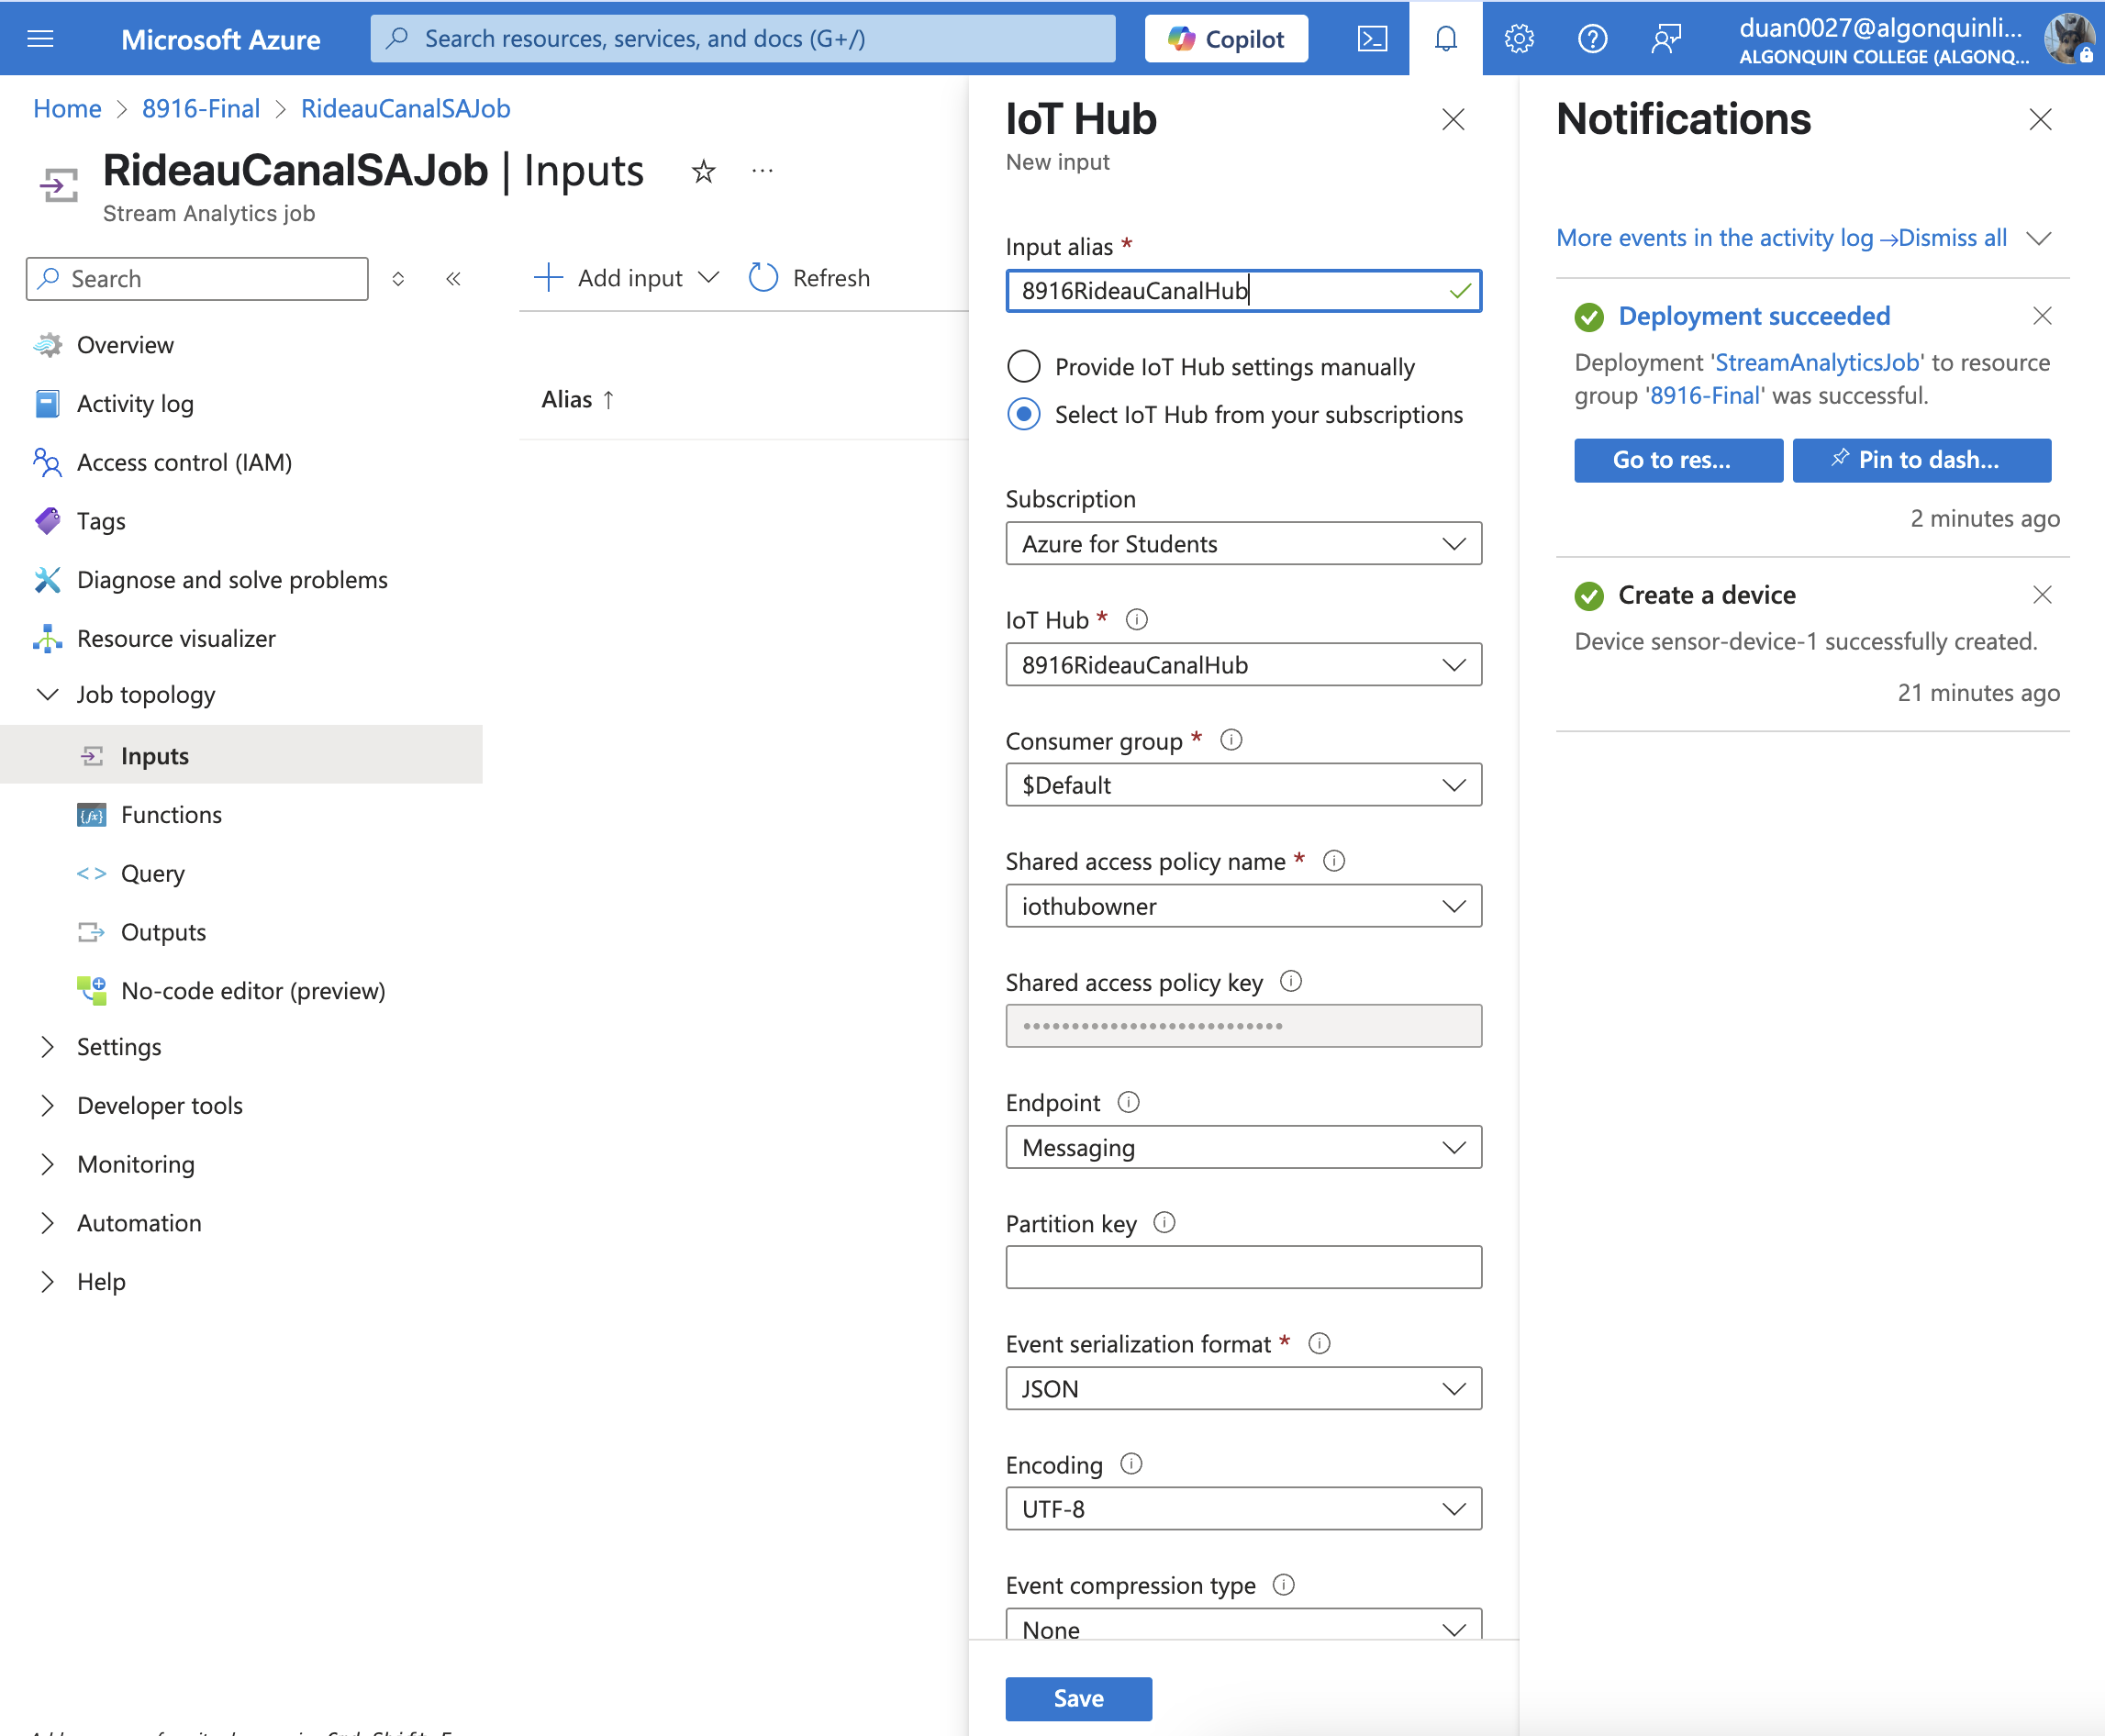 Microsoft Azure
Search resources, services, and docs (G+/)
Copilot
duan0027@algonquinli...
ALGONQUIN COLLEGE (ALGONQ...
Home > 8916-Final > RideauCanalSAJob
RideauCanalSAJob | Inputs
Stream Analytics job
Search
Add input
Refresh
Overview
Activity log
Access control (IAM)
Tags
Diagnose and solve problems
Resource visualizer
Job topology
Inputs
Functions
Query
Outputs
No-code editor (preview)
Settings
Developer tools
Monitoring
Automation
Help
Alias ↑
IoT Hub
New input
Input alias *
8916RideauCanalHub
Provide IoT Hub settings manually
Select IoT Hub from your subscriptions
Subscription
Azure for Students
IoT Hub *
8916RideauCanalHub
Consumer group *
$Default
Shared access policy name *
iothubowner
Shared access policy key
•••••••••••••••••••••••••••
Endpoint
Messaging
Partition key
Event serialization format *
JSON
Encoding
UTF-8
Event compression type
None
Save
Notifications
More events in the activity log →
Dismiss all
Deployment succeeded
Deployment 'StreamAnalyticsJob' to resource
group '8916-Final' was successful.
Go to res...
Pin to dash...
2 minutes ago
Create a device
Device sensor-device-1 successfully created.
21 minutes ago